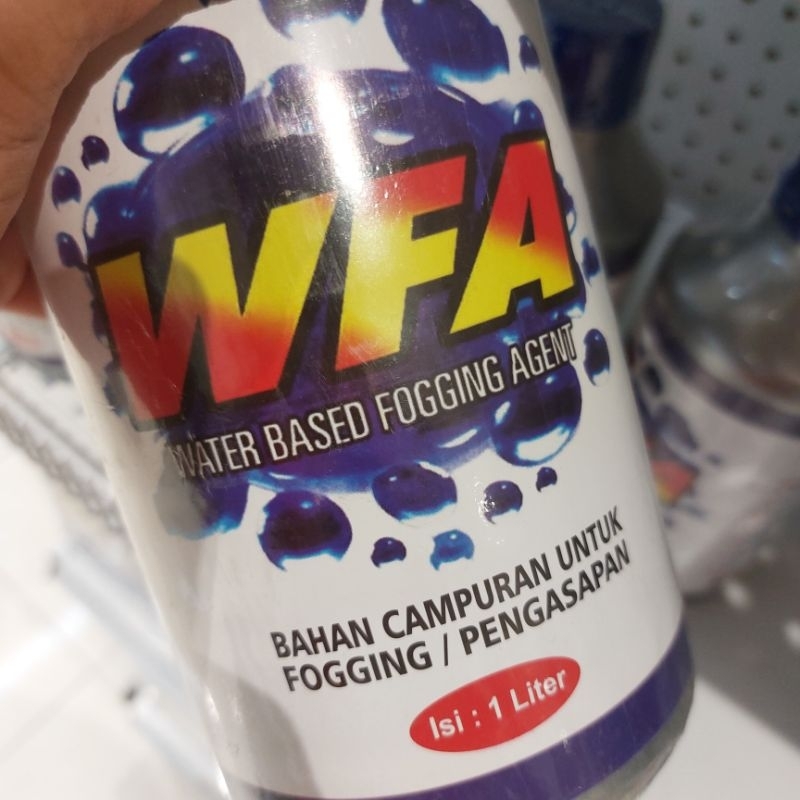 WFA
WATER BASED FOGGING AGENT
BAHAN CAMPURAN UNTUK
FOGGING / PENGASAPAN
Isi : 1 Liter